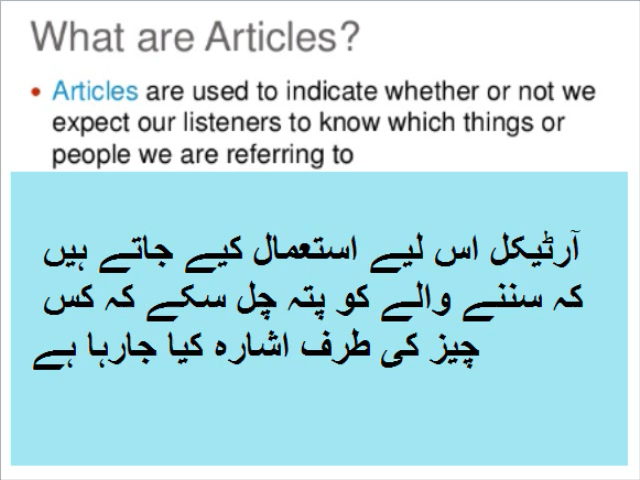 What are Articles?
• Articles are used to indicate whether or not we
expect our listeners to know which things or
people we are referring to
آرٹیکل اس لیے استعمال کیے جاتے ہیں
کہ سننے والے کو پتہ چل سکے کہ کس
چیز کی طرف اشارہ کیا جارہا ہے